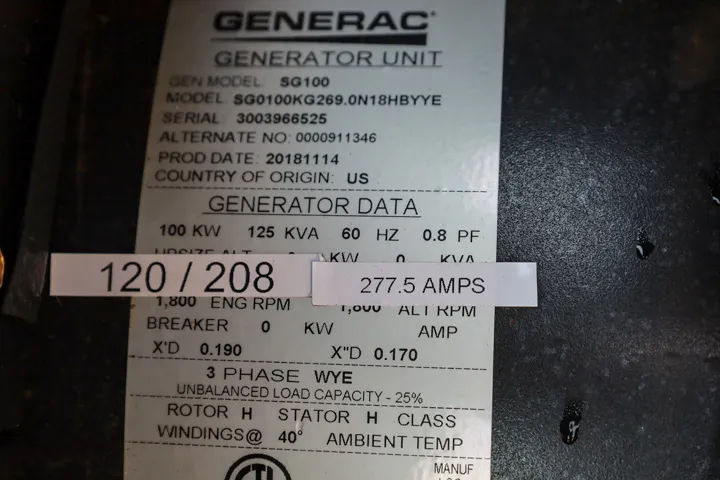 GENERAC
GENERATOR UNIT
GEN MODEL SG100
MODEL SG0100KG269.0N18HBYYE
SERIAL: 3003966525
ALTERNATE NO: 0000911346
PROD DATE: 20181114
COUNTRY OF ORIGIN: US
GENERATOR DATA
100 KW 125 KVA 60 HZ 0.8 PF
UPSIZE ALT 0 KW 0 KVA
120 / 208 277.5 AMPS
1,800 ENG RPM 1,800 ALT RPM
BREAKER 0 KW AMP
X'D 0.190 X"D 0.170
3 PHASE WYE
UNBALANCED LOAD CAPACITY - 25%
ROTOR H STATOR H CLASS
WINDINGS@ 40° AMBIENT TEMP
MANUF